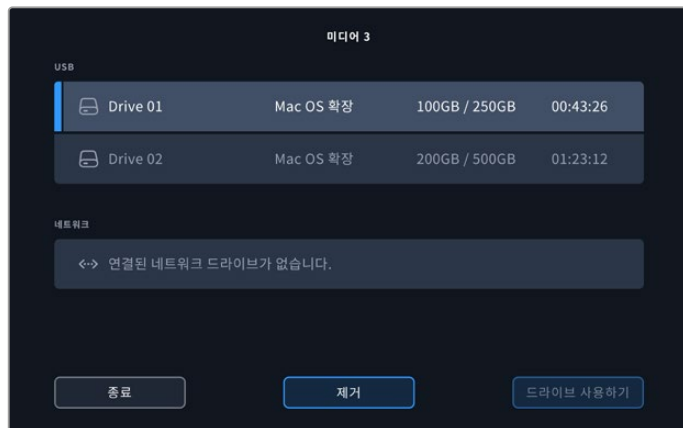 미디어 3
USB
Drive 01 Mac OS 확장 100GB / 250GB 00:43:26
Drive 02 Mac OS 확장 200GB / 500GB 01:23:12
네트워크
연결된 네트워크 드라이브가 없습니다.
종료 제거 드라이브 사용하기